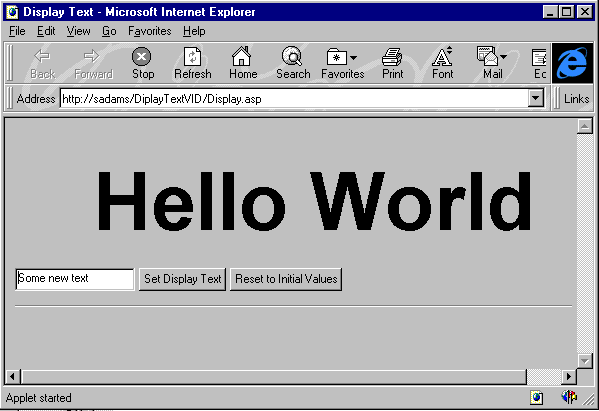 Display Text - Microsoft Internet Explorer
File Edit View Go Favorites Help
Back Forward Stop Refresh Home Search Favorites Print Font Mail
Address http://sadams/DiplayTextVID/Display.asp Links
Hello World
Some new text Set Display Text Reset to Initial Values
Applet started